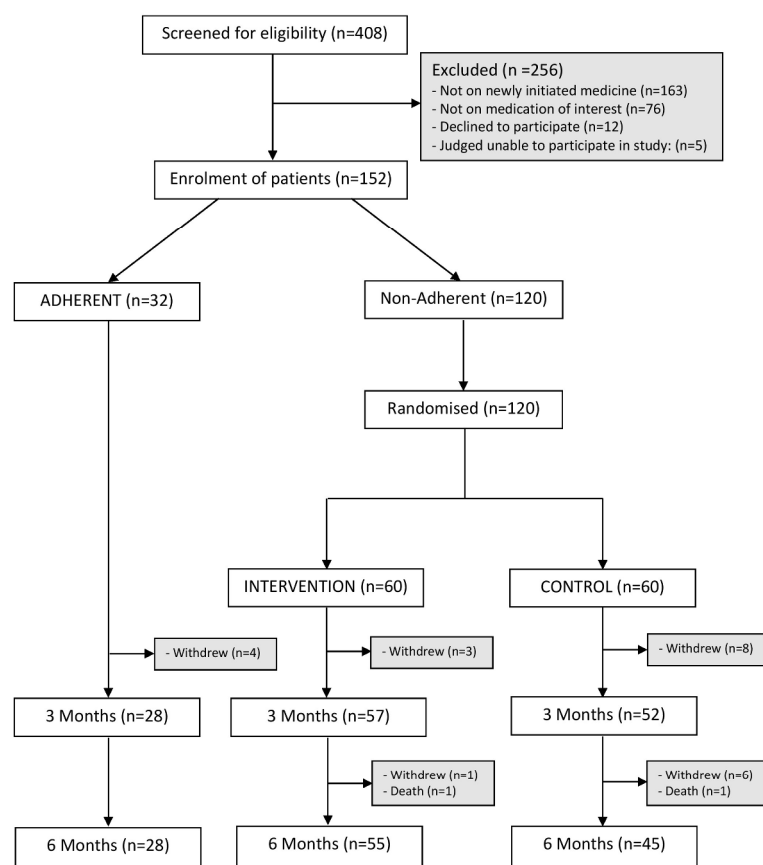 Screened for eligibility (n=408)
Excluded (n =256)
- Not on newly initiated medicine (n=163)
- Not on medication of interest (n=76)
- Declined to participate (n=12)
- Judged unable to participate in study: (n=5)
Enrolment of patients (n=152)
ADHERENT (n=32)
Non-Adherent (n=120)
Randomised (n=120)
INTERVENTION (n=60)
CONTROL (n=60)
- Withdrew (n=4)
- Withdrew (n=3)
- Withdrew (n=8)
3 Months (n=28)
3 Months (n=57)
3 Months (n=52)
- Withdrew (n=1)
- Death (n=1)
- Withdrew (n=6)
- Death (n=1)
6 Months (n=28)
6 Months (n=55)
6 Months (n=45)